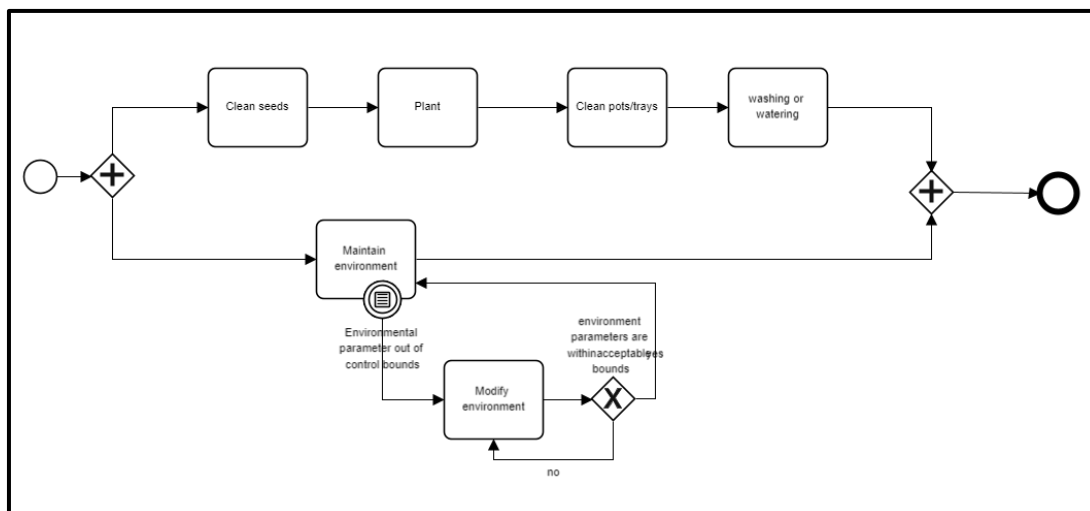 Clean seeds
Plant
Clean pots/trays
washing or
watering
Maintain
environment
Environmental
parameter out of
control bounds
environment
parameters are
withinacceptable
bounds
yes
Modify
environment
no